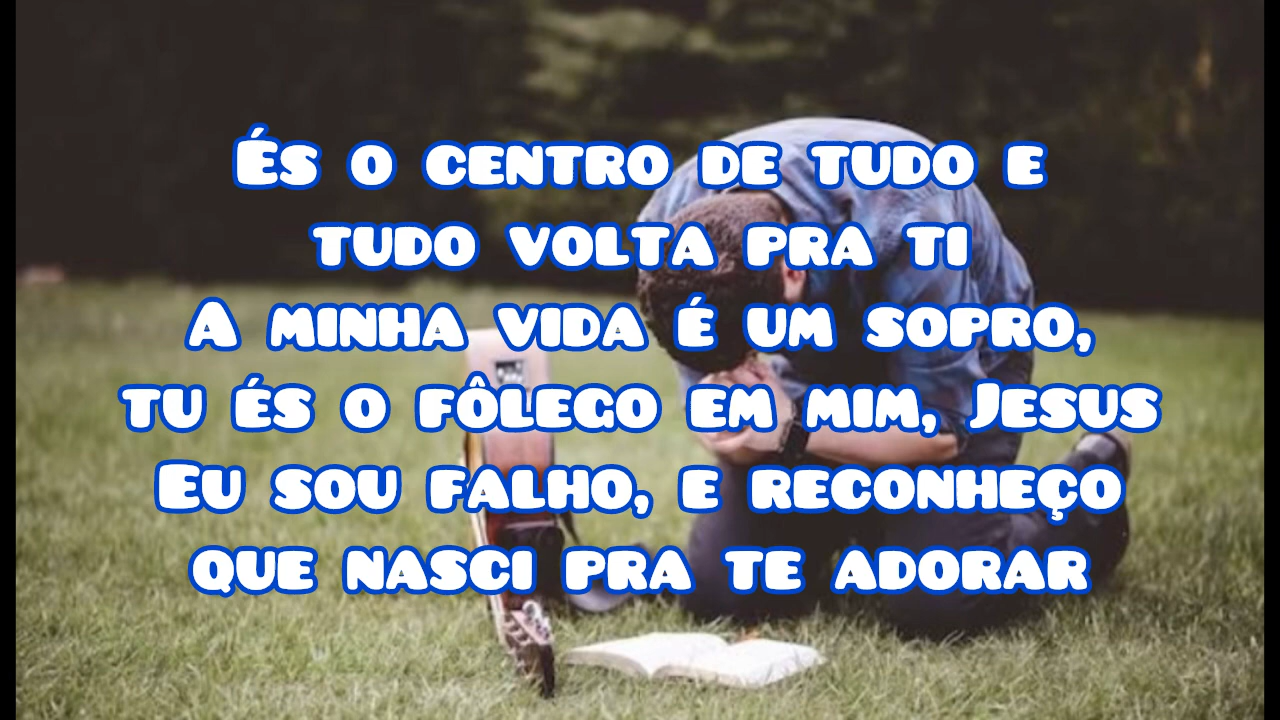 És o centro de tudo e
tudo volta pra ti
A minha vida é um sopro,
tu és o fôlego em mim, Jesus
Eu sou falho, e reconheço
que nasci pra te adorar